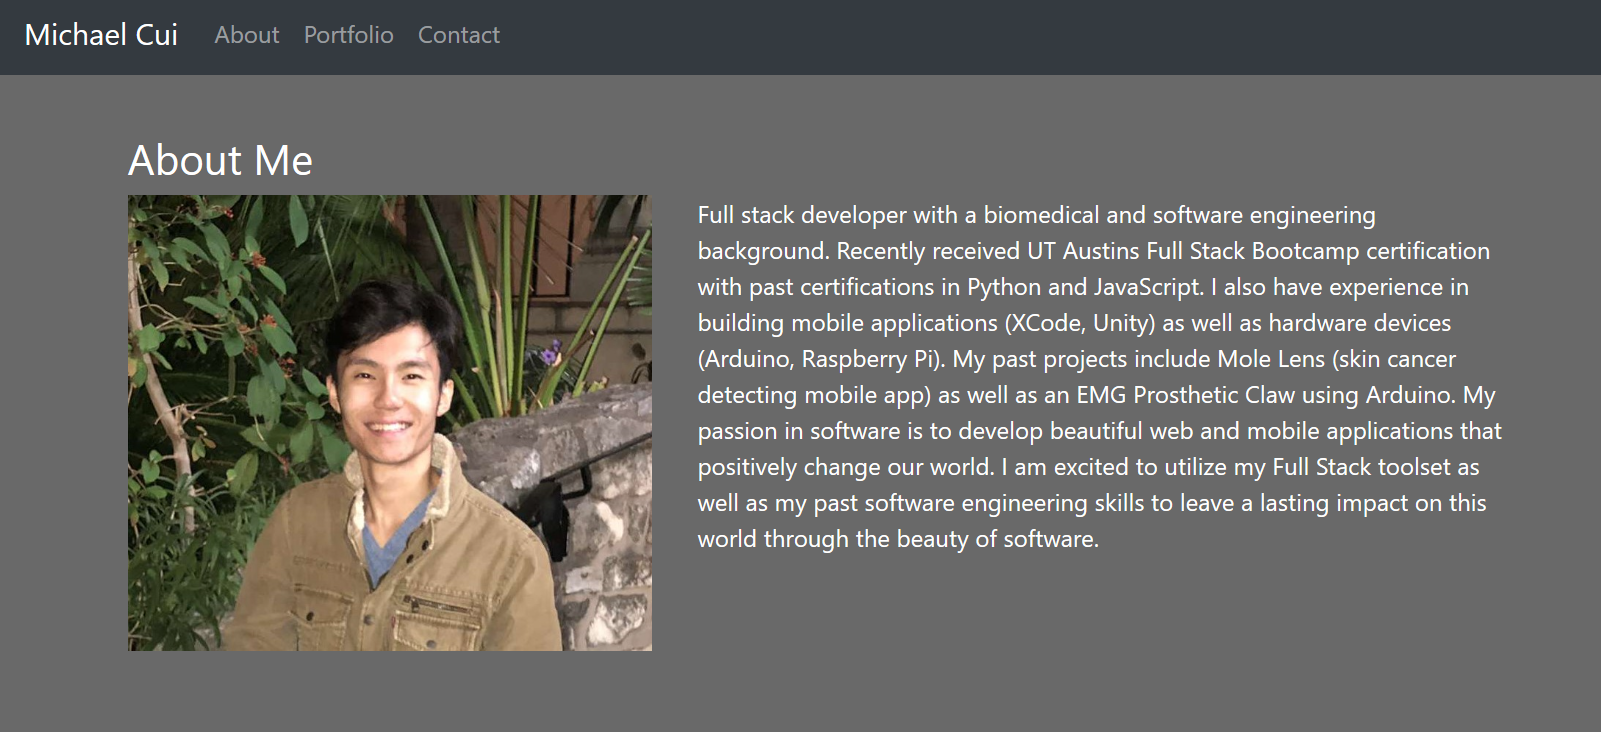 Michael Cui About Portfolio Contact
About Me
Full stack developer with a biomedical and software engineering
background. Recently received UT Austins Full Stack Bootcamp certification
with past certifications in Python and JavaScript. I also have experience in
building mobile applications (XCode, Unity) as well as hardware devices
(Arduino, Raspberry Pi). My past projects include Mole Lens (skin cancer
detecting mobile app) as well as an EMG Prosthetic Claw using Arduino. My
passion in software is to develop beautiful web and mobile applications that
positively change our world. I am excited to utilize my Full Stack toolset as
well as my past software engineering skills to leave a lasting impact on this
world through the beauty of software.